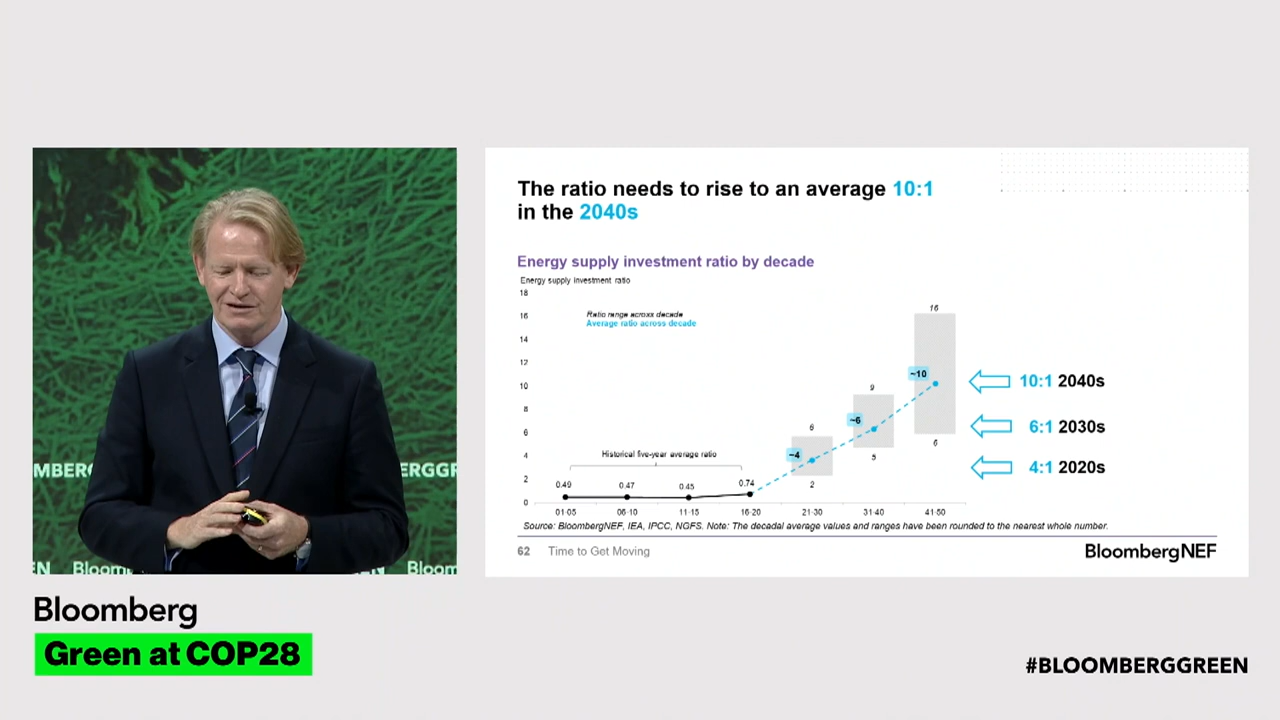 The ratio needs to rise to an average 10:1
in the 2040s
Energy supply investment ratio by decade
Energy supply investment ratio
18
16
14
12
10
8
6
4
2
0
Ratio range across decade
Average ratio across decade
Historical five-year average ratio
0.49
0.47
0.45
0.74
~4
6
2
~6
9
5
~10
16
6
01-05
06-10
11-15
16-20
21-30
31-40
41-50
10:1 2040s
6:1 2030s
4:1 2020s
Source: BloombergNEF, IEA, IPCC, NGFS. Note: The decadal average values and ranges have been rounded to the nearest whole number.
62 Time to Get Moving
BloombergNEF
MBERG
ERGGR
EN Bloom
EN Bloom
Bloomberg
Green at COP28
#BLOOMBERGGREEN